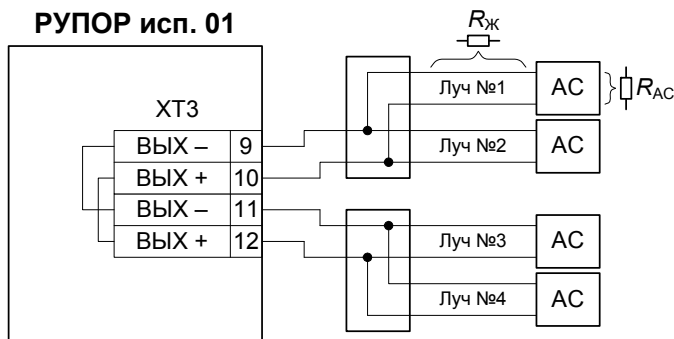 РУПОР исп. 01
RЖ
Луч №1
АС
RАС
ХТ3
ВЫХ – 9
Луч №2
АС
ВЫХ + 10
ВЫХ – 11
ВЫХ + 12
Луч №3
АС
Луч №4
АС